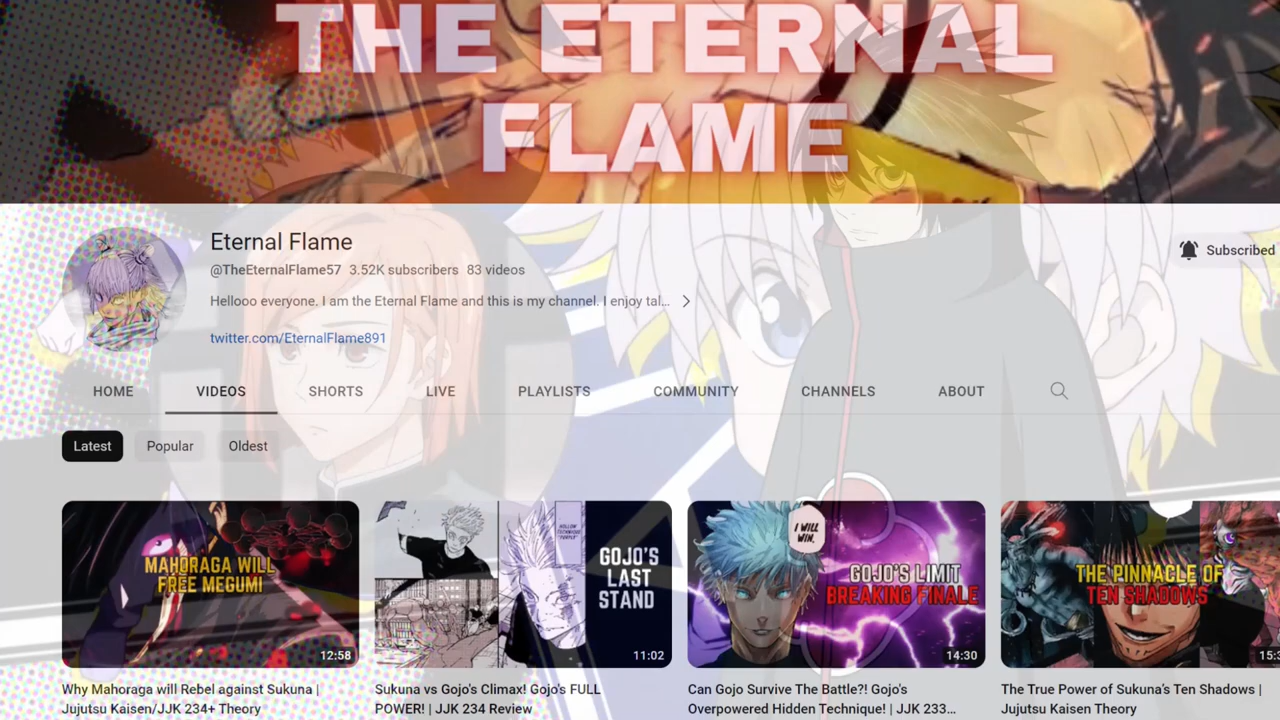 THE ETERNAL
FLAME
Eternal Flame
@TheEternalFlame57 3.52K subscribers 83 videos
Hellooo everyone. I am the Eternal Flame and this is my channel. I enjoy tal...
twitter.com/EternalFlame891
Subscribed
HOME VIDEOS SHORTS LIVE PLAYLISTS COMMUNITY CHANNELS ABOUT
Latest Popular Oldest
MAHORAGA WILL
FREE MEGUMI
12:58
HOLLOW
TECHNIQUE
"PURPLE"
GOJO'S
LAST
STAND
11:02
I WILL
WIN.
GOJO'S LIMIT
BREAKING FINALE
14:30
THE PINNACLE OF
TEN SHADOWS
15:3
Why Mahoraga will Rebel against Sukuna |
Jujutsu Kaisen/JJK 234+ Theory
Sukuna vs Gojo's Climax! Gojo's FULL
POWER! | JJK 234 Review
Can Gojo Survive The Battle?! Gojo's
Overpowered Hidden Technique! | JJK 233...
The True Power of Sukuna's Ten Shadows |
Jujutsu Kaisen Theory